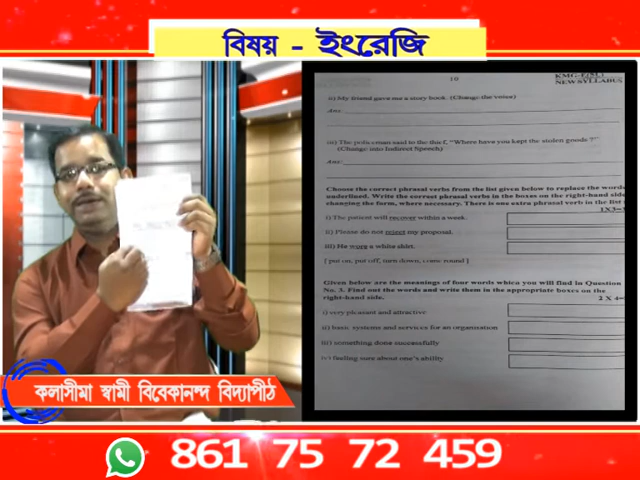 বিষয় - ইংরেজি
10
KMG-E(SL)
NEW SYLLABUS
ii) My friend gave me a story book. (Change the voice)
Ans:
iii) The policeman said to the thief, "Where have you kept the stolen goods ?"
(Change into Indirect Speech)
Ans:
Choose the correct phrasal verbs from the list given below to replace the words
underlined. Write the correct phrasal verbs in the boxes on the right-hand side
changing the form, where necessary. There is one extra phrasal verb in the list :
1X3=3
i) The patient will recover within a week.
ii) Please do not reject my proposal.
iii) He wore a white shirt.
[ put on, put off, turn down, come round ]
Given below are the meanings of four words which you will find in Question
No. 3. Find out the words and write them in the appropriate boxes on the
right-hand side.
2 X 4=
i) very pleasant and attractive
ii) basic systems and services for an organisation
iii) something done successfully
iv) feeling sure about one's ability
কলাসীমা স্বামী বিবেকানন্দ বিদ্যাপীঠ
861 75 72 459